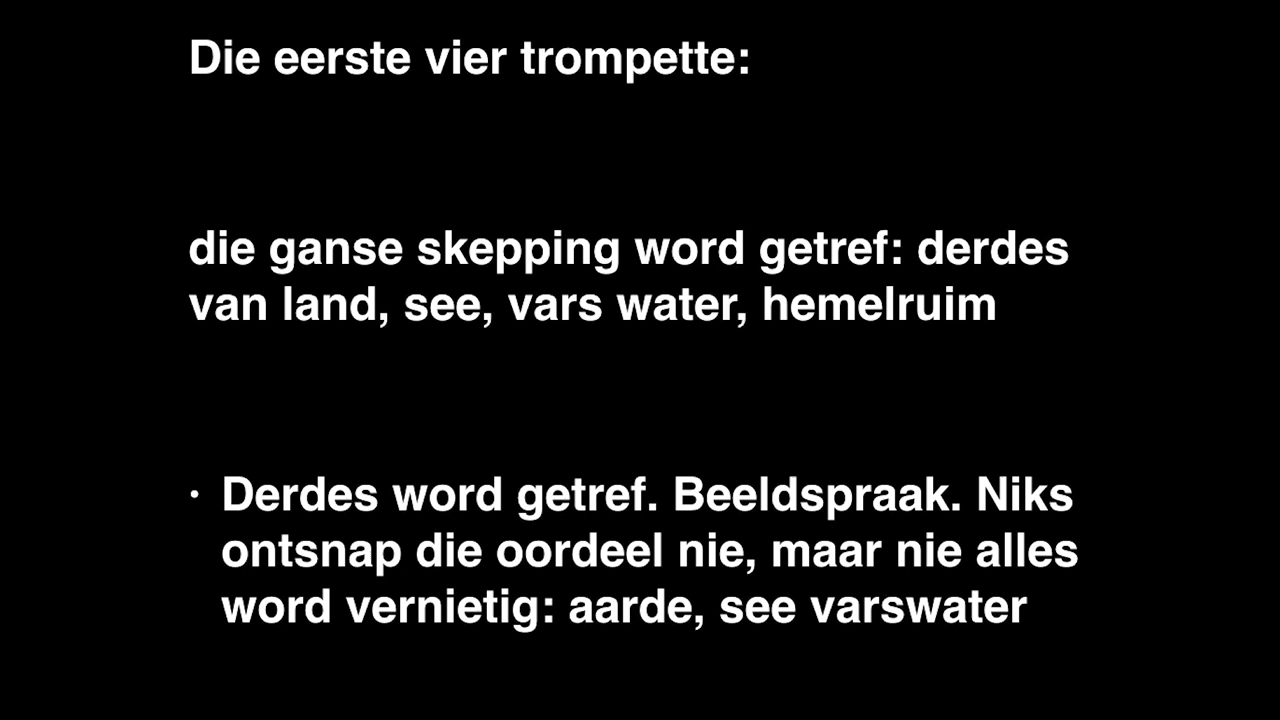 Die eerste vier trompette:
die ganse skepping word getref: derdes
van land, see, vars water, hemelruim
• Derdes word getref. Beeldspraak. Niks
ontsnap die oordeel nie, maar nie alles
word vernietig: aarde, see varswater